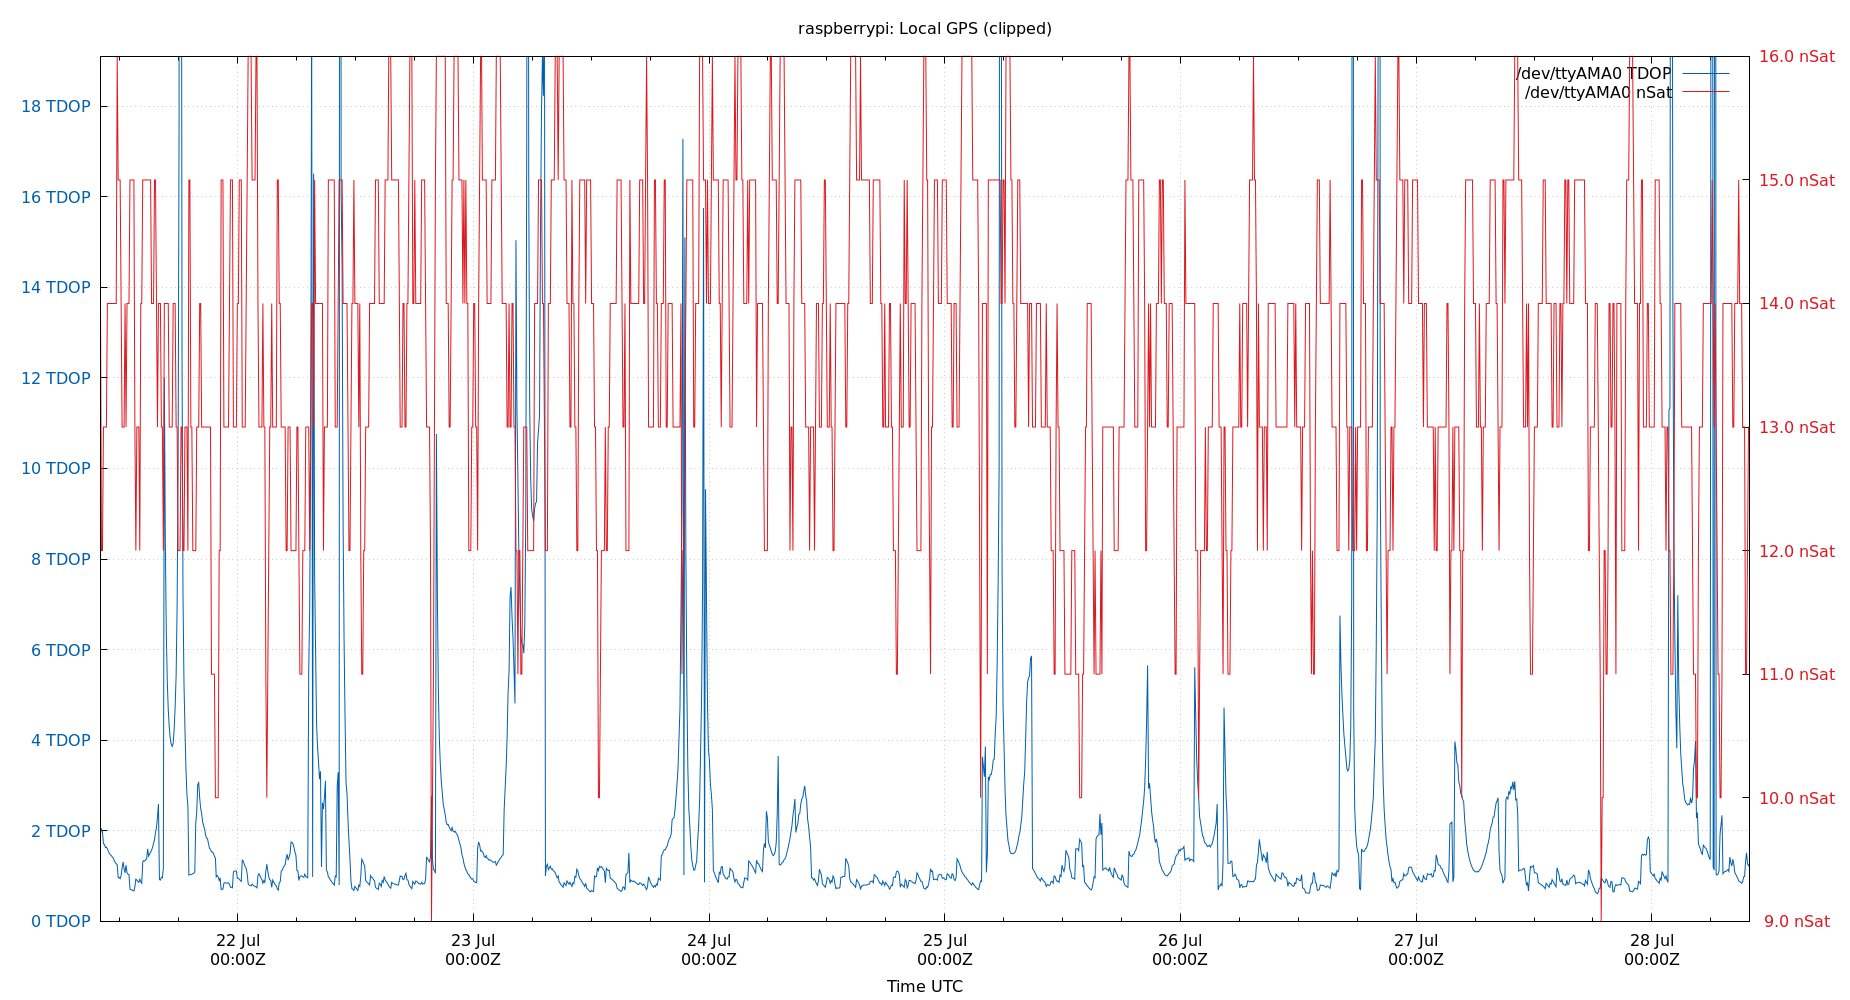 raspberrypi: Local GPS (clipped)
/dev/ttyAMA0 TDOP
/dev/ttyAMA0 nSat
18 TDOP
16 TDOP
14 TDOP
12 TDOP
10 TDOP
8 TDOP
6 TDOP
4 TDOP
2 TDOP
0 TDOP
16.0 nSat
15.0 nSat
14.0 nSat
13.0 nSat
12.0 nSat
11.0 nSat
10.0 nSat
9.0 nSat
22 Jul 23 Jul 24 Jul 25 Jul 26 Jul 27 Jul 28 Jul
00:00Z 00:00Z 00:00Z 00:00Z 00:00Z 00:00Z 00:00Z
Time UTC